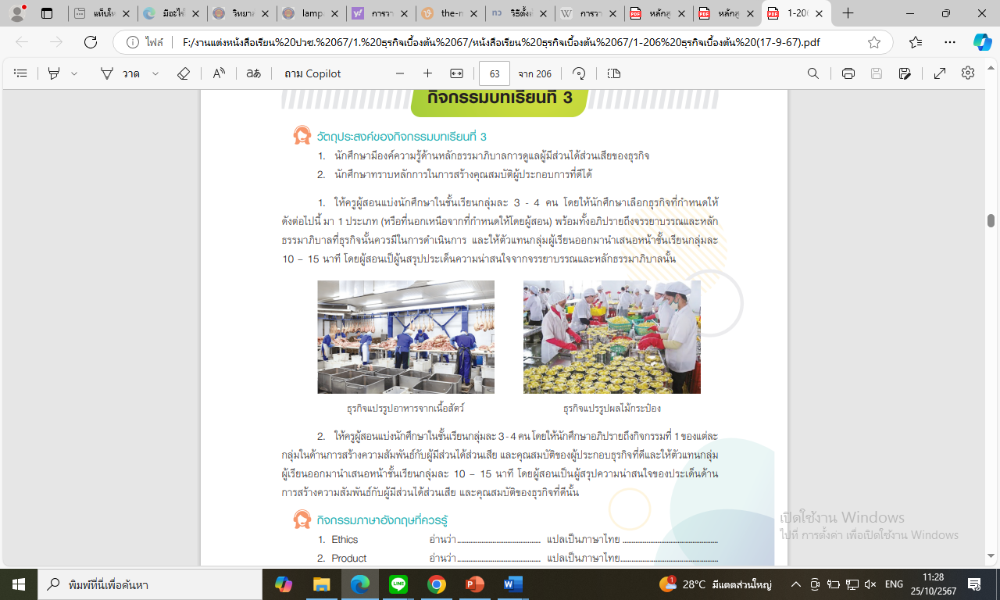 แท็บให
มีอะไรใ
วิทยาลั
lampa
การวา
the-m
วิธีตั้งเป
การวา
หลักสู
หลักสู
1-20
ไฟล์ F:/งานแต่งหนังสือเรียน%20ปวช.%2067/1.%20ธุรกิจเบื้องต้น%2067/หนังสือเรียน%20ธุรกิจเบื้องต้น%2067/1-206%20ธุรกิจเบื้องต้น%20(17-9-67).pdf
วาด ถาม Copilot 63 จาก 206
กิจกรรมบทเรียนที่ 3
วัตถุประสงค์ของกิจกรรมบทเรียนที่ 3
1. นักศึกษามีองค์ความรู้ด้านหลักธรรมาภิบาลการดูแลผู้มีส่วนได้ส่วนเสียของธุรกิจ
2. นักศึกษาทราบหลักการในการสร้างคุณสมบัติผู้ประกอบการที่ดีได้
1. ให้ครูผู้สอนแบ่งนักศึกษาในชั้นเรียนกลุ่มละ 3 - 4 คน โดยให้นักศึกษาเลือกธุรกิจที่กำหนดให้
ดังต่อไปนี้ มา 1 ประเภท (หรือที่นอกเหนือจากที่กำหนดให้โดยผู้สอน) พร้อมทั้งอภิปรายถึงจรรยาบรรณและหลัก
ธรรมาภิบาลที่ธุรกิจนั้นควรมีในการดำเนินการ และให้ตัวแทนกลุ่มผู้เรียนออกมานำเสนอหน้าชั้นเรียนกลุ่มละ
10 – 15 นาที โดยผู้สอนเป็ผู้นสรุปประเด็นความน่าสนใจจากจรรยาบรรณและหลักธรรมาภิบาลนั้น
ธุรกิจแปรรูปอาหารจากเนื้อสัตว์ ธุรกิจแปรรูปผลไม้กระป๋อง
2. ให้ครูผู้สอนแบ่งนักศึกษาในชั้นเรียนกลุ่มละ 3 - 4 คน โดยให้นักศึกษาอภิปรายถึงกิจกรรมที่ 1 ของแต่ละ
กลุ่มในด้านการสร้างความสัมพันธ์กับผู้มีส่วนได้ส่วนเสีย และคุณสมบัติของผู้ประกอบธุรกิจที่ดีและให้ตัวแทนกลุ่ม
ผู้เรียนออกมานำเสนอหน้าชั้นเรียนกลุ่มละ 10 – 15 นาที โดยผู้สอนเป็นผู้สรุปความน่าสนใจของประเด็นด้าน
การสร้างความสัมพันธ์กับผู้มีส่วนได้ส่วนเสีย และคุณสมบัติของธุรกิจที่ดีนั้น
กิจกรรมภาษาอังกฤษที่ควรรู้
1. Ethics อ่านว่า........................................ แปลเป็นภาษาไทย ..............................................
2. Product อ่านว่า........................................ แปลเป็นภาษาไทย..............................................
เปิดใช้งาน Windows
ไปที่ การตั้งค่า เพื่อเปิดใช้งาน Windows
พิมพ์ที่นี่เพื่อค้นหา
28°C มีแดดส่วนใหญ่
ENG
11:28
25/10/2567